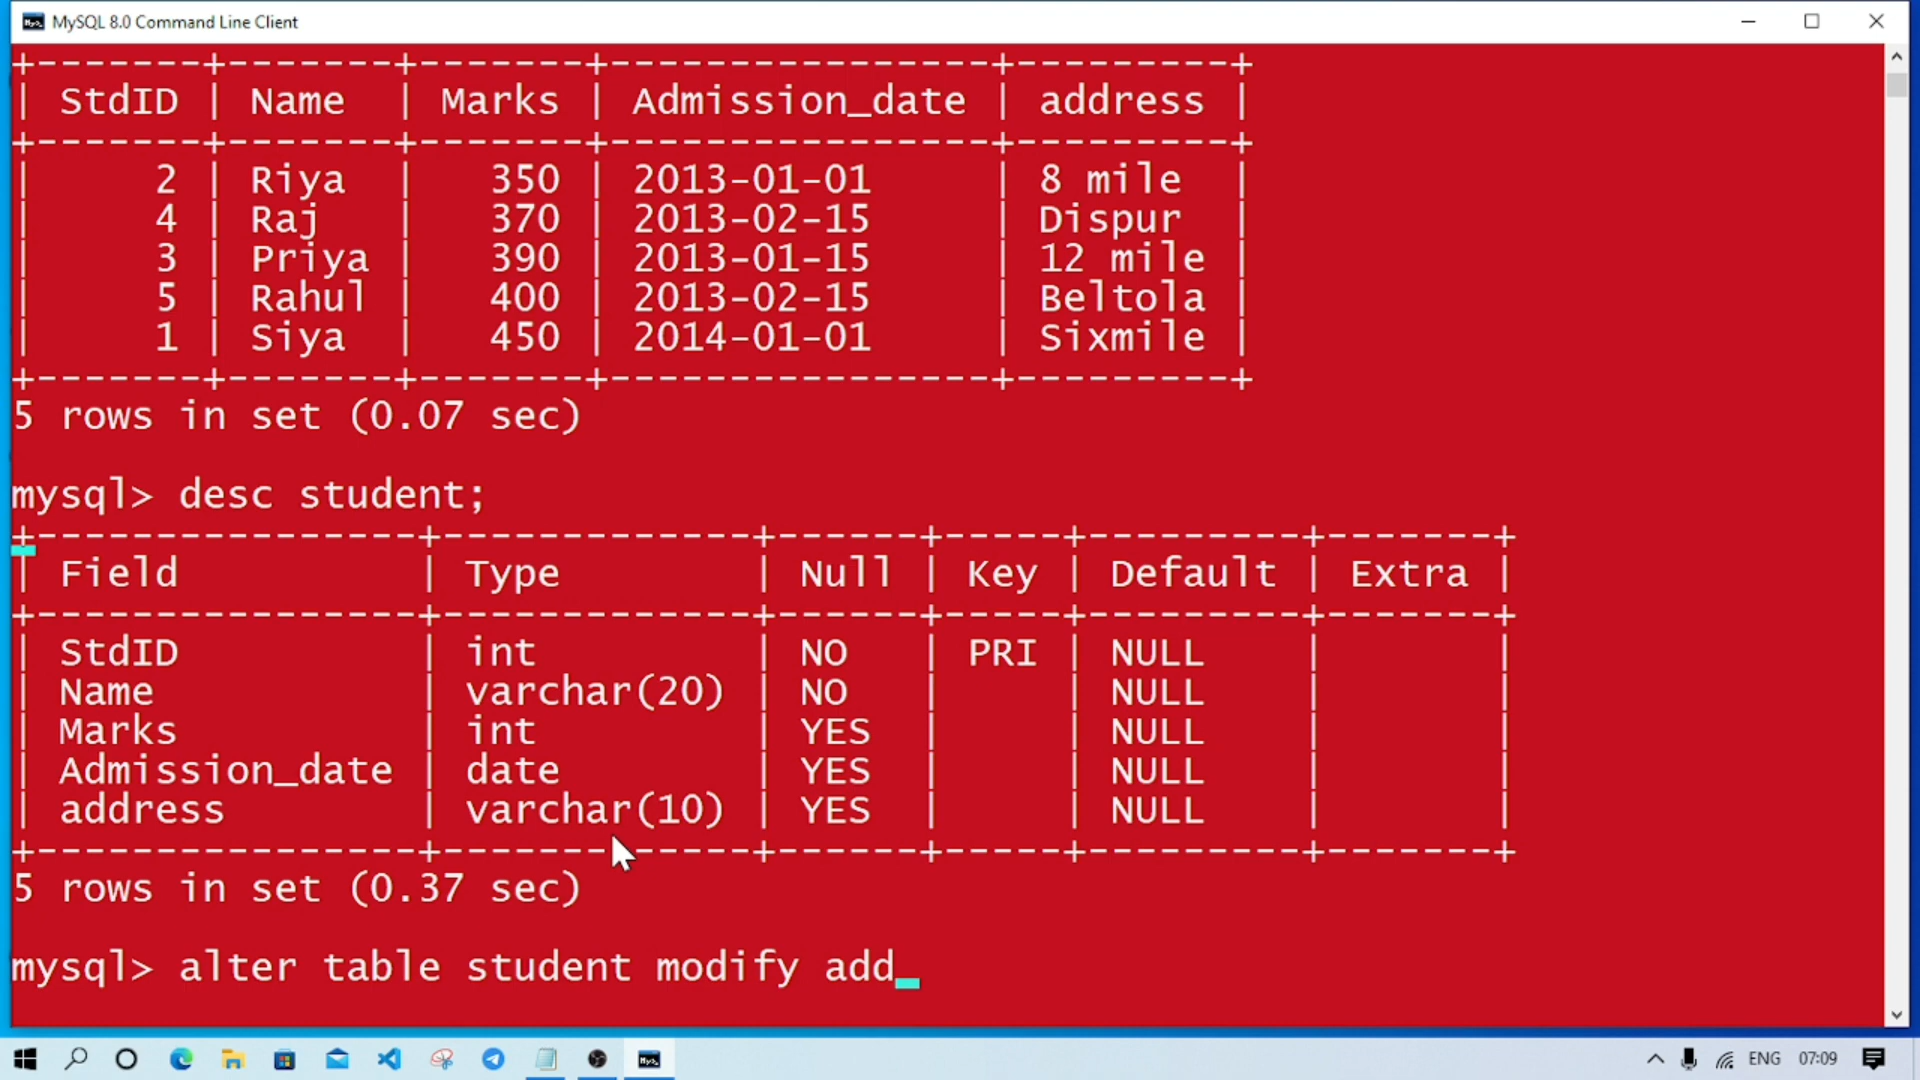 MySQL 8.0 Command Line Client
+-------+-------+-------+----------------+---------+
| StdID | Name  | Marks | Admission_date | address |
+-------+-------+-------+----------------+---------+
|     2 | Riya  |   350 | 2013-01-01     | 8 mile  |
|     4 | Raj   |   370 | 2013-02-15     | Dispur  |
|     3 | Priya |   390 | 2013-01-15     | 12 mile |
|     5 | Rahul |   400 | 2013-02-15     | Beltola |
|     1 | Siya  |   450 | 2014-01-01     | Sixmile |
+-------+-------+-------+----------------+---------+
5 rows in set (0.07 sec)
mysql> desc student;
+----------------+-------------+------+-----+---------+-------+
| Field          | Type        | Null | Key | Default | Extra |
+----------------+-------------+------+-----+---------+-------+
| StdID          | int         | NO   | PRI | NULL    |       |
| Name           | varchar(20) | NO   |     | NULL    |       |
| Marks          | int         | YES  |     | NULL    |       |
| Admission_date | date        | YES  |     | NULL    |       |
| address        | varchar(10) | YES  |     | NULL    |       |
+----------------+-------------+------+-----+---------+-------+
5 rows in set (0.37 sec)
mysql> alter table student modify add_
ENG 07:09